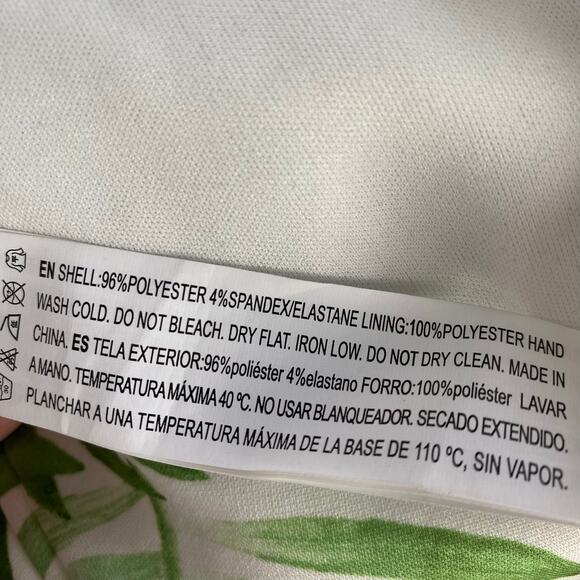 EN SHELL:96%POLYESTER 4%SPANDEX/ELASTANE LINING:100%POLYESTER HAND
WASH COLD. DO NOT BLEACH. DRY FLAT. IRON LOW. DO NOT DRY CLEAN. MADE IN
CHINA. ES TELA EXTERIOR:96%poliéster 4%elastano FORRO:100%poliéster LAVAR
A MANO. TEMPERATURA MÁXIMA 40 ºC. NO USAR BLANQUEADOR. SECADO EXTENDIDO.
PLANCHAR A UNA TEMPERATURA MÁXIMA DE LA BASE DE 110 ºC, SIN VAPOR.